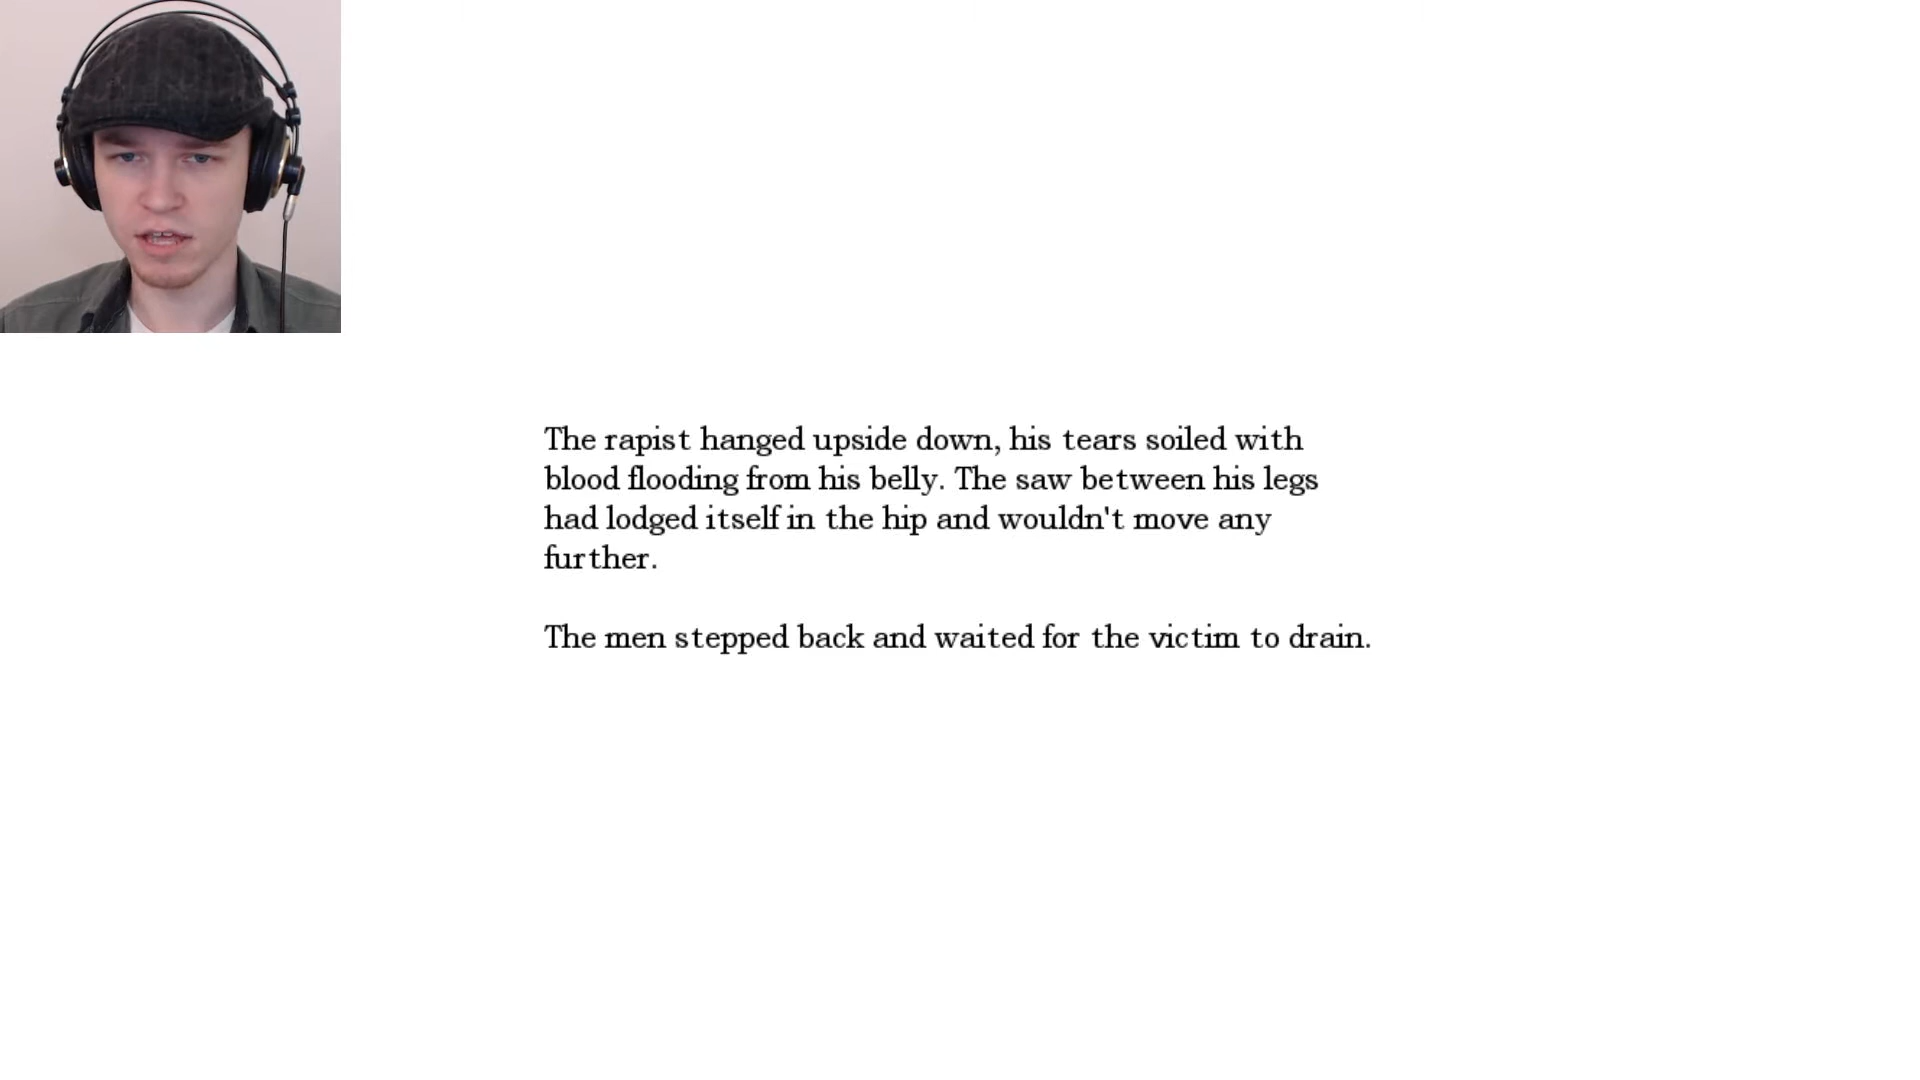 The rapist hanged upside down, his tears soiled with
blood flooding from his belly. The saw between his legs
had lodged itself in the hip and wouldn't move any
further.
The men stepped back and waited for the victim to drain.